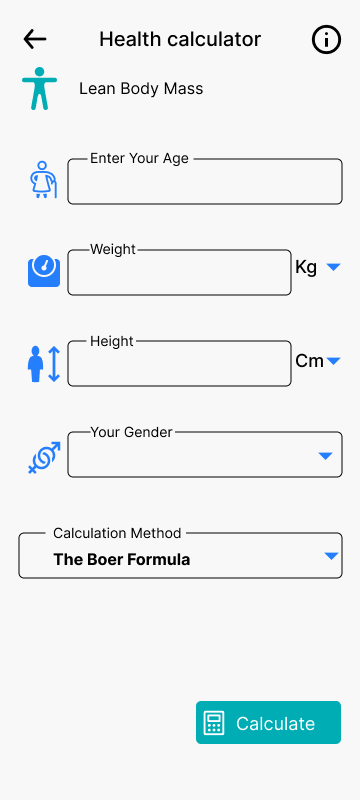 Health calculator
Lean Body Mass
Enter Your Age
Weight
Kg
Height
Cm
Your Gender
Calculation Method
The Boer Formula
Calculate